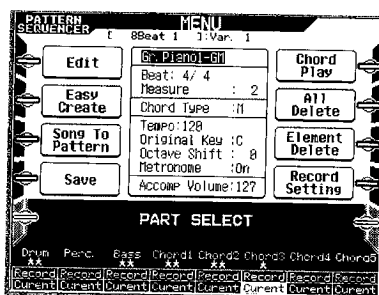 PATTERN SEQUENCER
MENU
[ 8Beat 1 ]:Var. 1
Edit
Easy Create
Song To Pattern
Save
Gr.Piano1-GM
Beat: 4/ 4
Measure : 2
Chord Type :M
Tempo:120
Original Key :C
Octave Shift : 0
Metronome :On
Accomp Volume:127
Chord Play
All Delete
Element Delete
Record Setting
PART SELECT
Drum Perc. Bass Chord1 Chord2 Chord3 Chord4 Chord5
★★ ★★ ★★ ★★ ★★
Record Record Record Record Record Record Record Record
Curent Curent Curent Curent Curent Curent Curent Curent